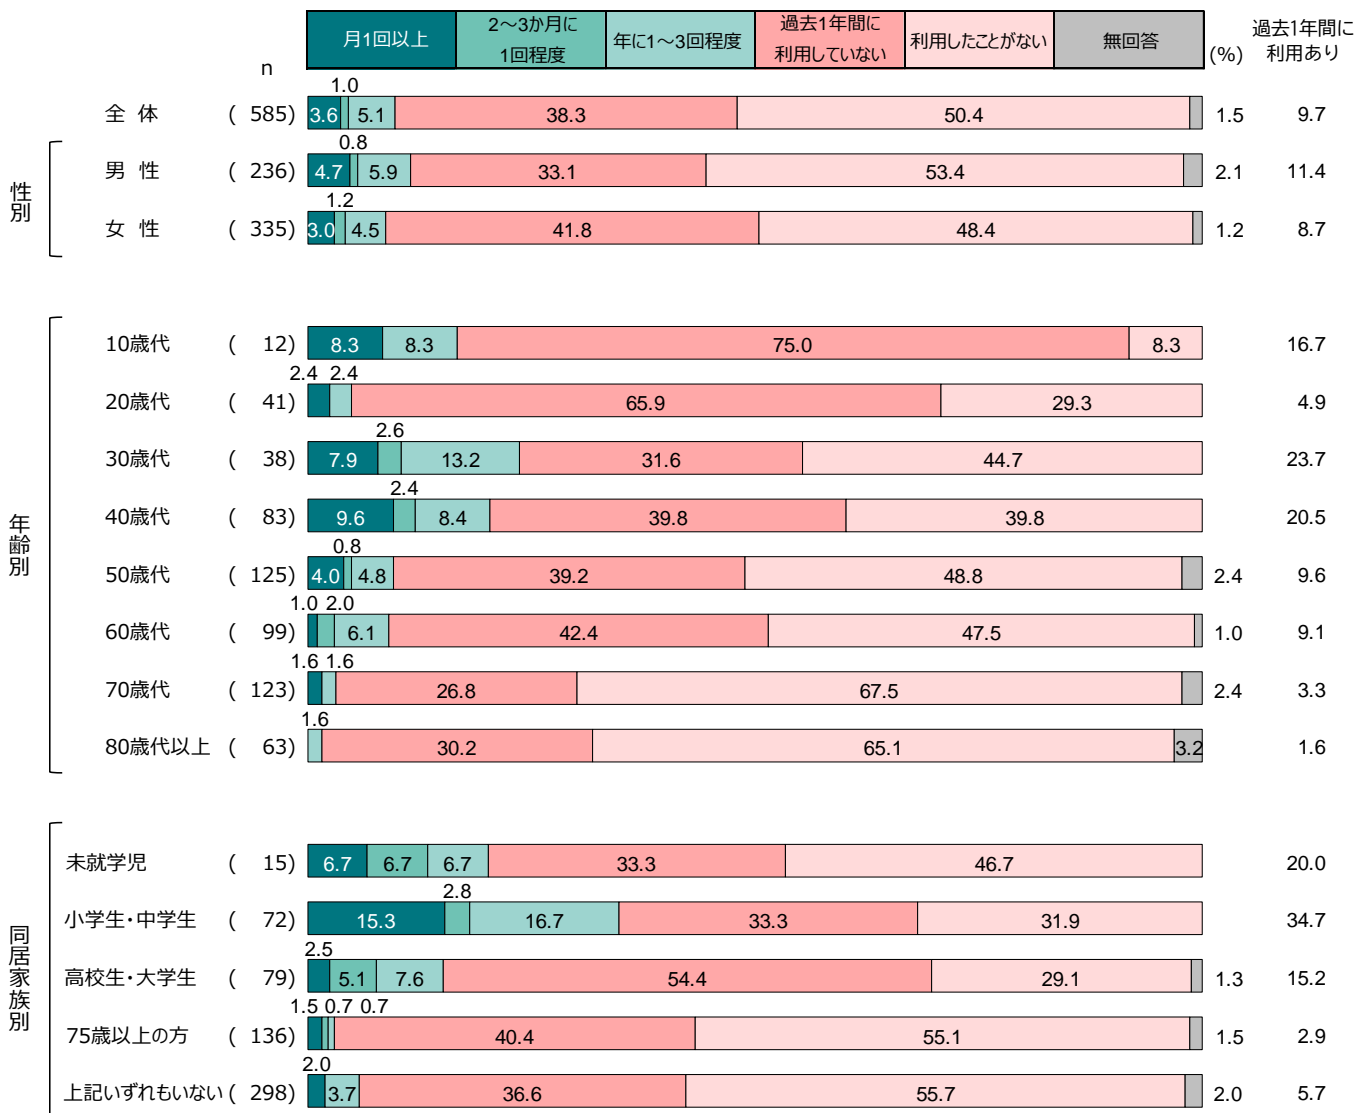 月1回以上
2～3か月に
1回程度
年に1～3回程度
過去1年間に
利用していない
利用したことがない
無回答
(%)
過去1年間に
利用あり
n
1.0
全 体 ( 585) 3.6 5.1 38.3 50.4 1.5 9.7
性別
0.8
男 性 ( 236) 4.7 5.9 33.1 53.4 2.1 11.4
1.2
女 性 ( 335) 3.0 4.5 41.8 48.4 1.2 8.7
年齢別
10歳代 ( 12) 8.3 8.3 75.0 8.3 16.7
2.4 2.4
20歳代 ( 41) 65.9 29.3 4.9
2.6
30歳代 ( 38) 7.9 13.2 31.6 44.7 23.7
2.4
40歳代 ( 83) 9.6 8.4 39.8 39.8 20.5
0.8
50歳代 ( 125) 4.0 4.8 39.2 48.8 2.4 9.6
1.0 2.0
60歳代 ( 99) 6.1 42.4 47.5 1.0 9.1
1.6 1.6
70歳代 ( 123) 26.8 67.5 2.4 3.3
1.6
80歳代以上 ( 63) 30.2 65.1 3.2 1.6
同居家族別
未就学児 ( 15) 6.7 6.7 6.7 33.3 46.7 20.0
2.8
小学生・中学生 ( 72) 15.3 16.7 33.3 31.9 34.7
2.5
高校生・大学生 ( 79) 5.1 7.6 54.4 29.1 1.3 15.2
1.5 0.7 0.7
75歳以上の方 ( 136) 40.4 55.1 1.5 2.9
2.0
上記いずれもいない ( 298) 3.7 36.6 55.7 2.0 5.7